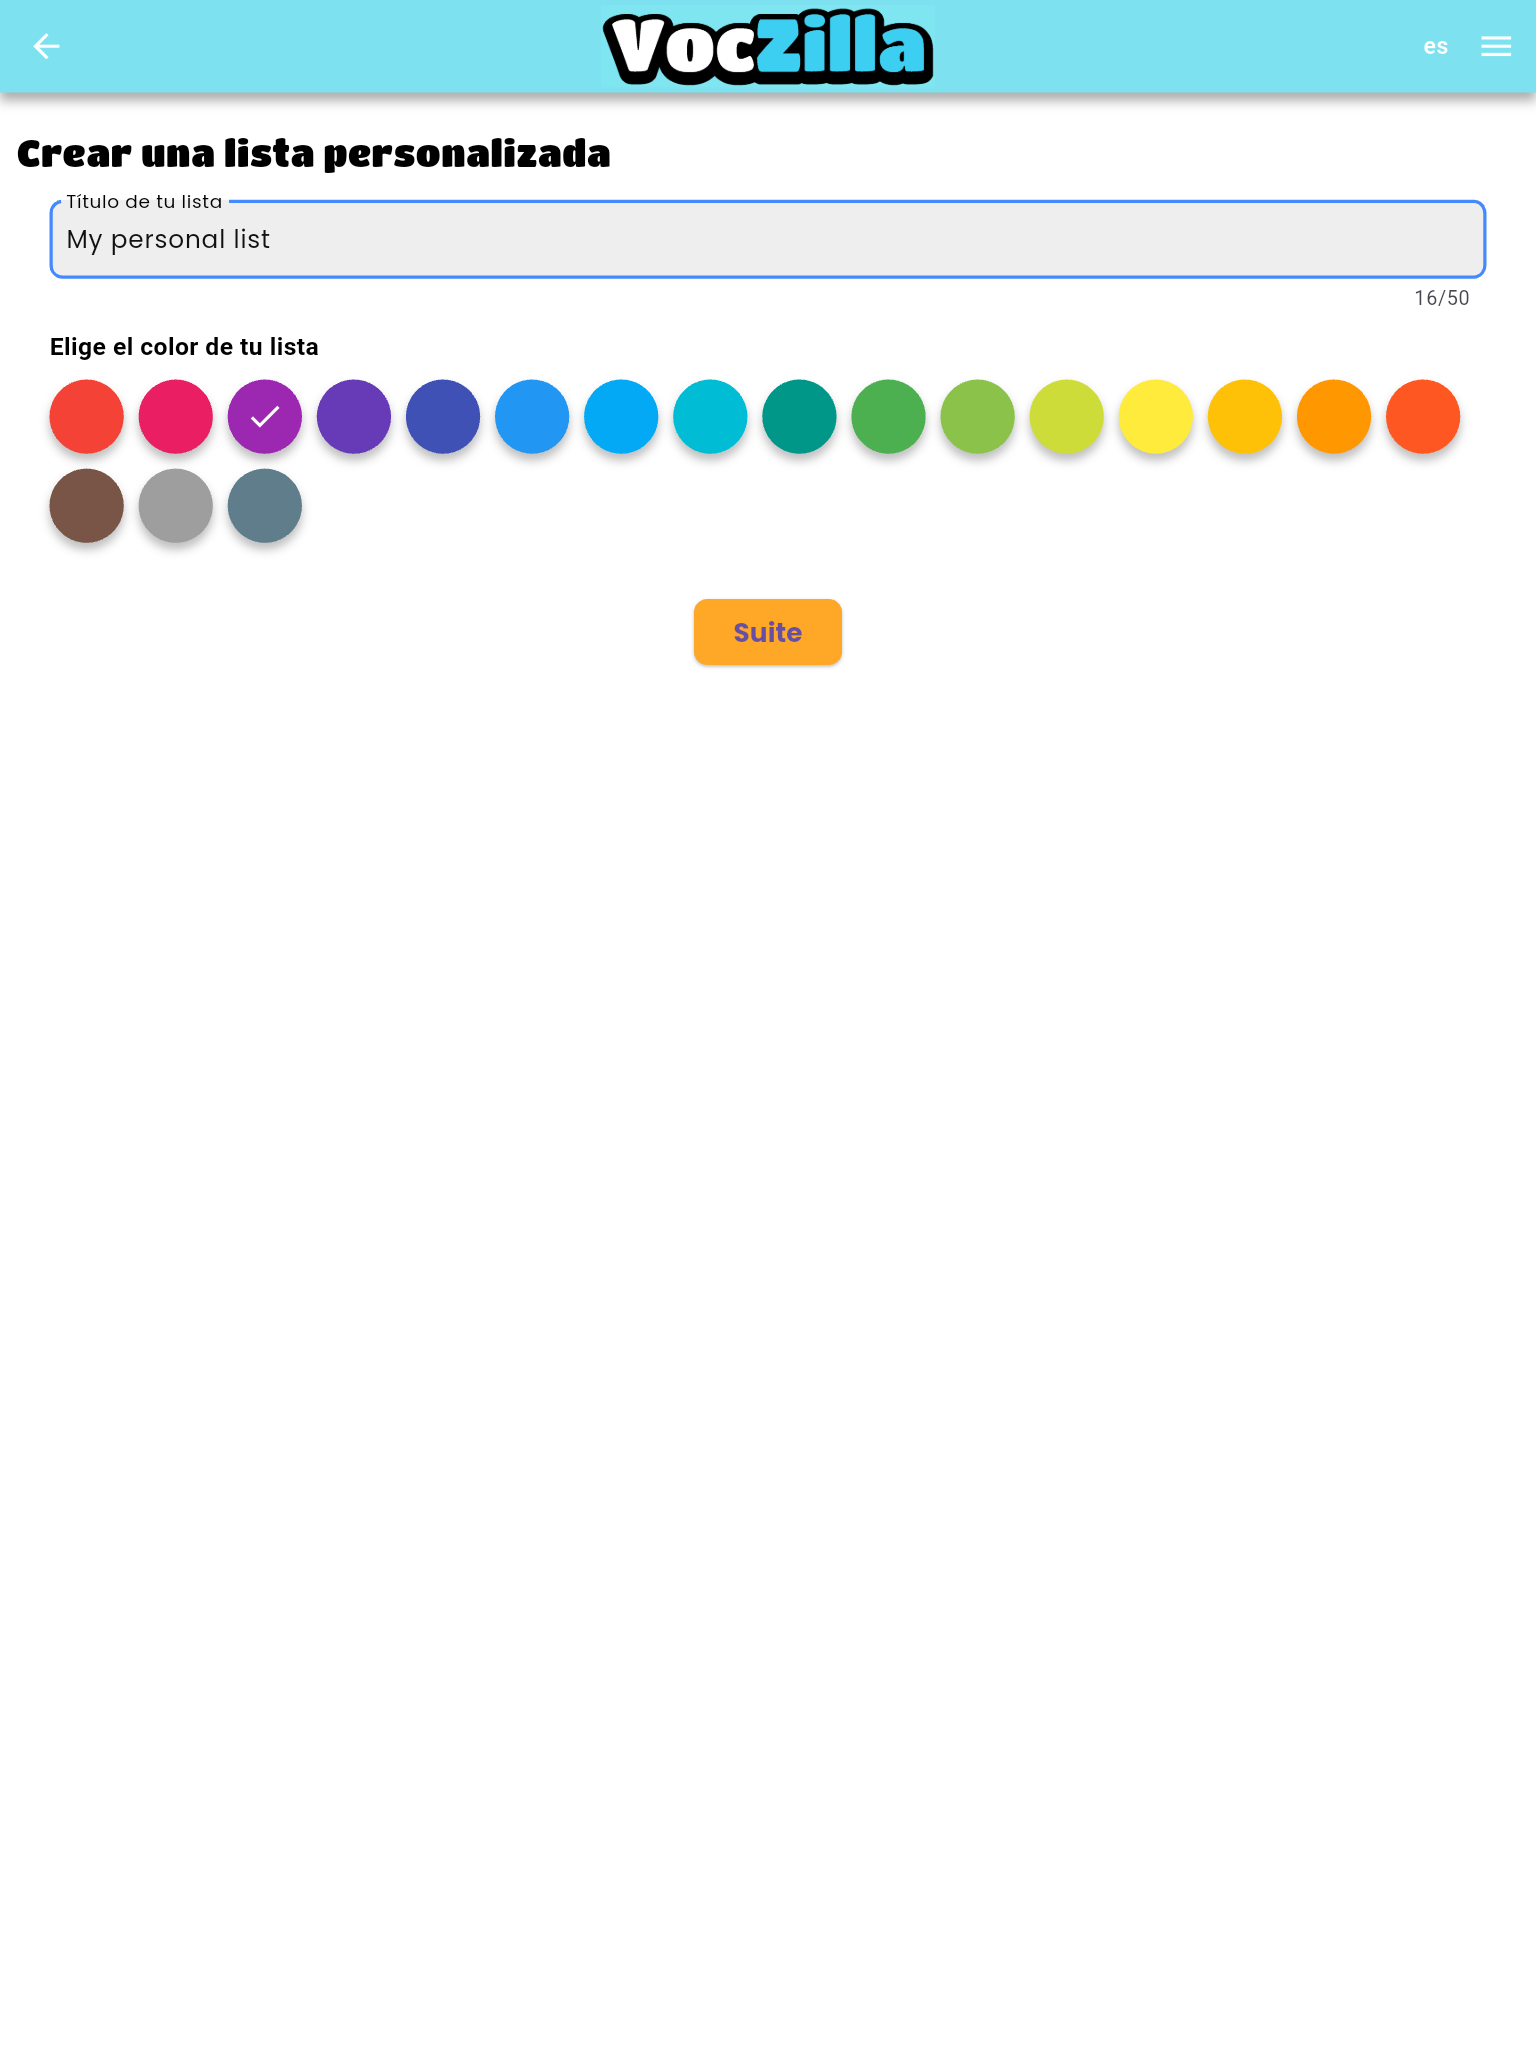 VocZilla
es
Crear una lista personalizada
Título de tu lista
My personal list
16/50
Elige el color de tu lista
Suite